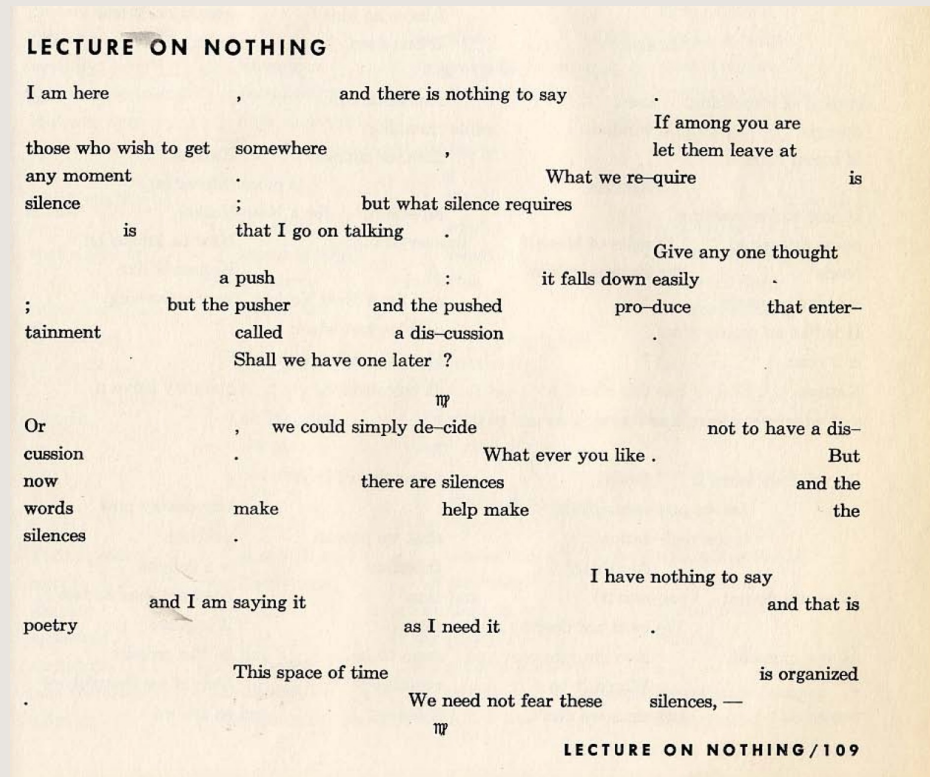 LECTURE ON NOTHING
I am here , and there is nothing to say .
If among you are
those who wish to get somewhere , let them leave at
any moment . What we re–quire is
silence ; but what silence requires
is that I go on talking .
Give any one thought
a push : it falls down easily .
; but the pusher and the pushed pro–duce that enter–
tainment called a dis–cussion .
Shall we have one later ?
Or , we could simply de–cide not to have a dis–
cussion . What ever you like . But
now there are silences and the
words make help make the
silences .
I have nothing to say
and I am saying it and that is
poetry as I need it .
This space of time is organized
. We need not fear these silences, —
LECTURE ON NOTHING/109